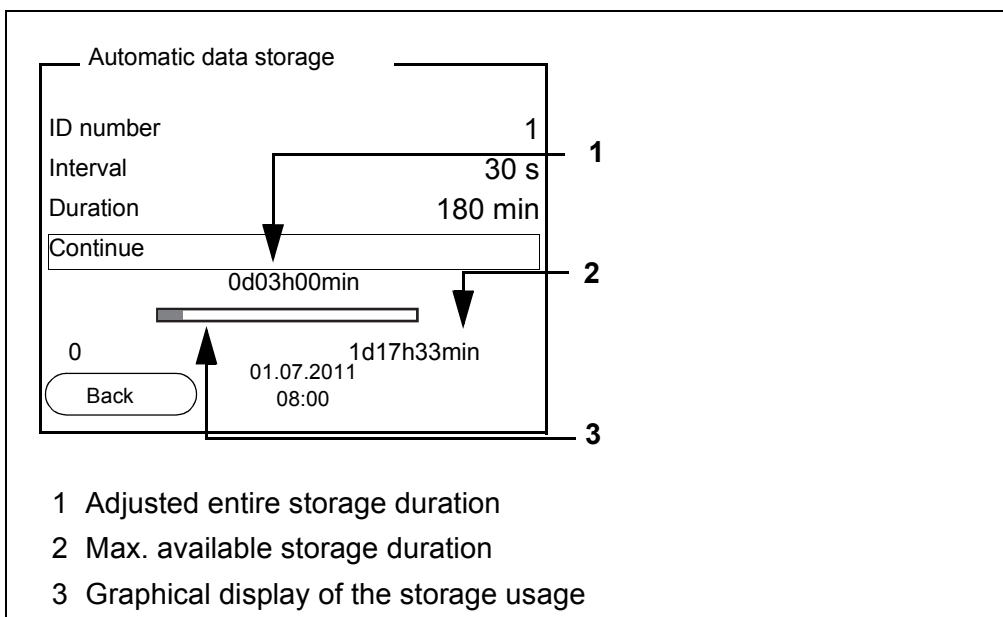 Automatic data storage
ID number 1
Interval 30 s
Duration 180 min
Continue
0d03h00min
0 1d17h33min
01.07.2011
Back 08:00
1
2
3
1 Adjusted entire storage duration
2 Max. available storage duration
3 Graphical display of the storage usage